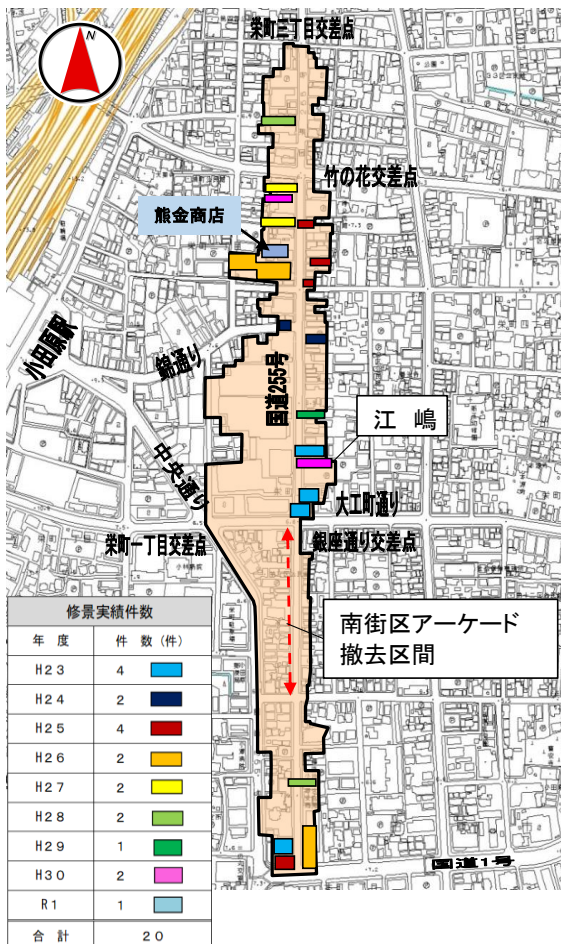 栄町三丁目交差点
N
竹の花交差点
熊金商店
小田原駅
錦通り
国道255号
江 嶋
中央通り
大工町通り
栄町一丁目交差点
銀座通り交差点
南街区アーケード
撤去区間
国道1号
修景実績件数
年 度 件 数(件)
H23 4
H24 2
H25 4
H26 2
H27 2
H28 2
H29 1
H30 2
R1 1
合 計 20